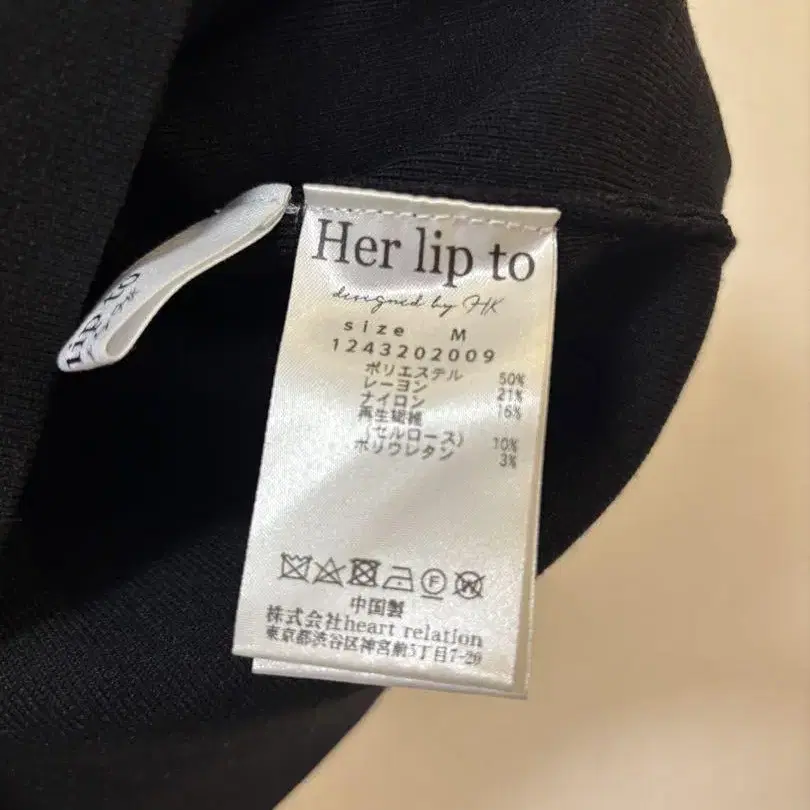 Her lip to
designed by HK
size M
1243202009
ポリエステル 50%
レーヨン 21%
ナイロン 16%
再生繊維
(セルロース) 10%
ポリウレタン 3%
中国製
株式会社heart relation
東京都渋谷区神宮前5丁目7-20
lip to